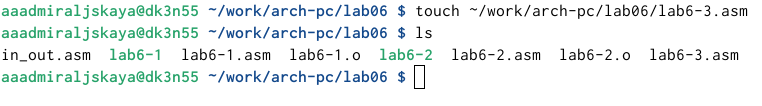 aaadmiraljskaya@dk3n55 ~/work/arch-pc/lab06 $ touch ~/work/arch-pc/lab06/lab6-3.asm
aaadmiraljskaya@dk3n55 ~/work/arch-pc/lab06 $ ls
in_out.asm lab6-1 lab6-1.asm lab6-1.o lab6-2 lab6-2.asm lab6-2.o lab6-3.asm
aaadmiraljskaya@dk3n55 ~/work/arch-pc/lab06 $